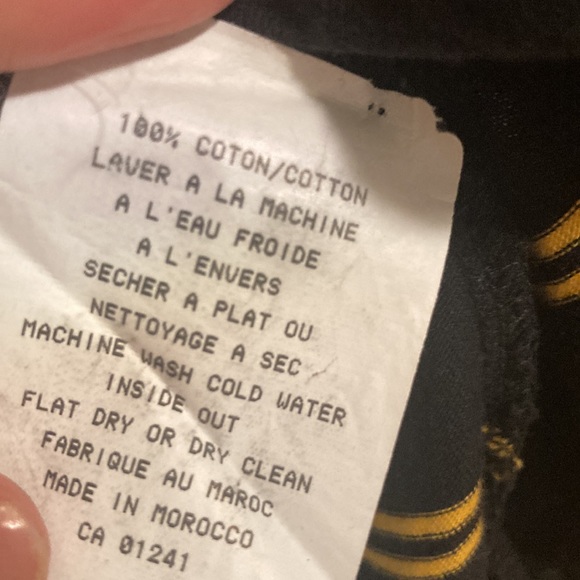 100% COTON/COTTON
LAVER A LA MACHINE
A L'EAU FROIDE
A L'ENVERS
SECHER A PLAT OU
NETTOYAGE A SEC
MACHINE WASH COLD WATER
INSIDE OUT
FLAT DRY OR DRY CLEAN
FABRIQUE AU MAROC
MADE IN MOROCCO
CA 01241